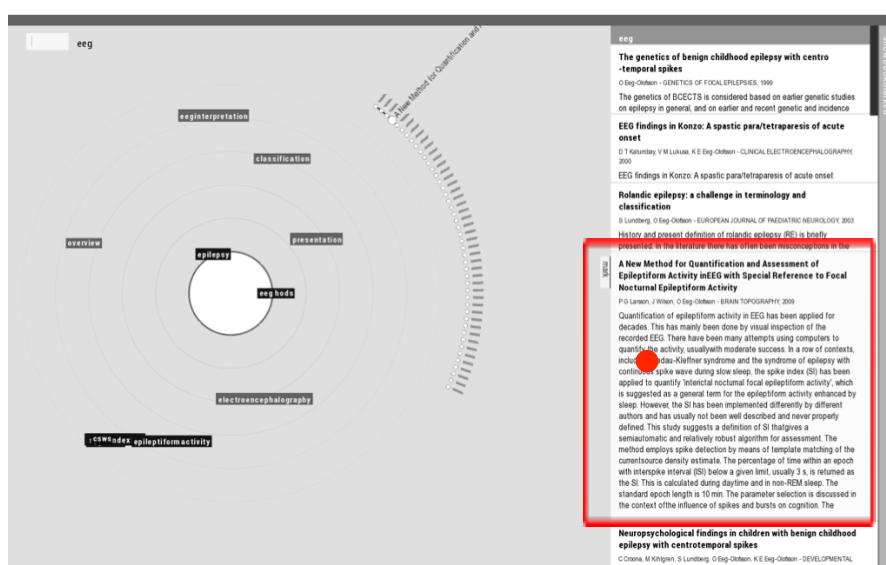 eeg
A New Method for Quantification and
eeginterpretation
classification
overview
presentation
epilepsy
eeg hods
electroencephalography
csws ndex epileptiform activity
eeg
The genetics of benign childhood epilepsy with centro
-temporal spikes
O Eeg-Olofsson - GENETICS OF FOCAL EPILEPSIES, 1999
The genetics of BCECTS is considered based on earlier genetic studies
on epilepsy in general, and on earlier and recent genetic and incidence
EEG findings in Konzo: A spastic para/tetraparesis of acute
onset
D T Katumbay, V M Lukusa, K E Eeg-Olofsson - CLINICAL ELECTROENCEPHALOGRAPHY,
2000
EEG findings in Konzo: A spastic para/tetraparesis of acute onset
Rolandic epilepsy: a challenge in terminology and
classification
S Lundberg, O Eeg-Olofsson - EUROPEAN JOURNAL OF PAEDIATRIC NEUROLOGY, 2003
History and present definition of rolandic epilepsy (RE) is briefly
presented. In the literature there has often been misconceptions in the
mark
A New Method for Quantification and Assessment of
Epileptiform Activity inEEG with Special Reference to Focal
Nocturnal Epileptiform Activity
P G Larsson, J Wilson, O Eeg-Olofsson - BRAIN TOPOGRAPHY, 2009
Quantification of epileptiform activity in EEG has been applied for
decades. This has mainly been done by visual inspection of the
recorded EEG. There have been many attempts using computers to
quantify the activity, usuallywith moderate success. In a row of contexts,
includ ndau-Kleffner syndrome and the syndrome of epilepsy with
continuous spike wave during slow sleep, the spike index (SI) has been
applied to quantify 'interictal nocturnal focal epileptiform activity', which
is suggested as a general term for the epileptiform activity enhanced by
sleep. However, the SI has been implemented differently by different
authors and has usually not been well described and never properly
defined. This study suggests a definition of SI thatgives a
semiautomatic and relatively robust algorithm for assessment. The
method employs spike detection by means of template matching of the
currentsource density estimate. The percentage of time within an epoch
with interspike interval (ISI) below a given limit, usually 3 s, is returned as
the SI. This is calculated during daytime and in non-REM sleep. The
standard epoch length is 10 min. The parameter selection is discussed in
the context ofthe influence of spikes and bursts on cognition. The
Neuropsychological findings in children with benign childhood
epilepsy with centrotemporal spikes
C Croona, M Kihlgren, S Lundberg, O Eeg-Olofsson, K E Eeg-Olofsson - DEVELOPMENTAL